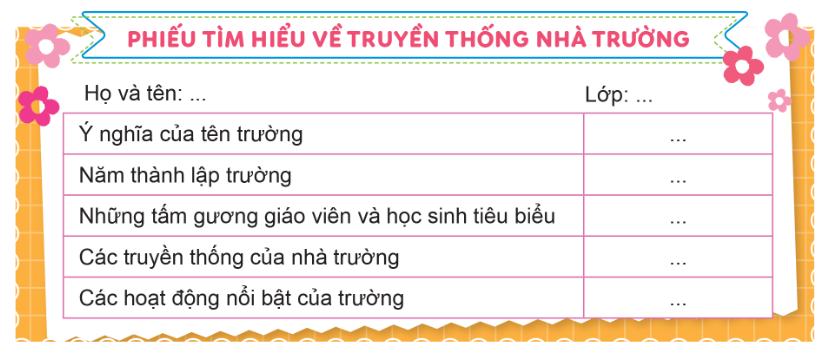 PHIẾU TÌM HIỂU VỀ TRUYỀN THỐNG NHÀ TRƯỜNG
Họ và tên: ... Lớp: ...
Ý nghĩa của tên trường ...
Năm thành lập trường ...
Những tấm gương giáo viên và học sinh tiêu biểu ...
Các truyền thống của nhà trường ...
Các hoạt động nổi bật của trường ...